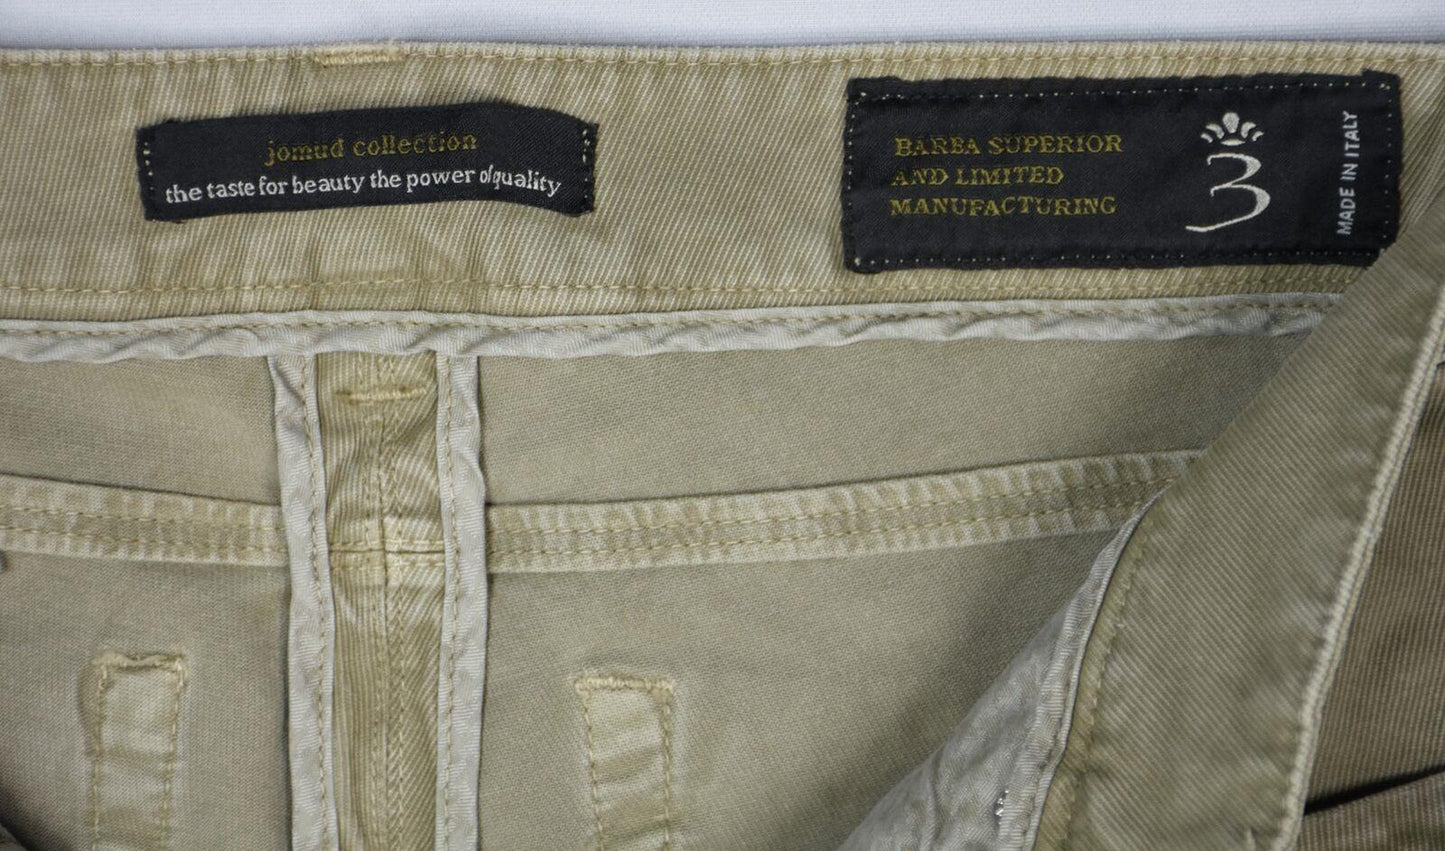 jomud collection
the taste for beauty the power of quality
BARBA SUPERIOR
AND LIMITED
MANUFACTURING
3
MADE IN ITALY